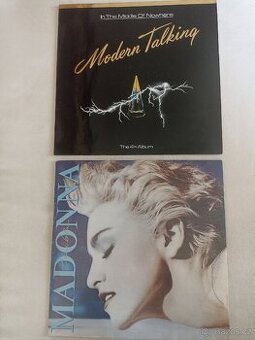 In The Middle Of Nowhere
Modern Talking
The 4th Album
MADONNA